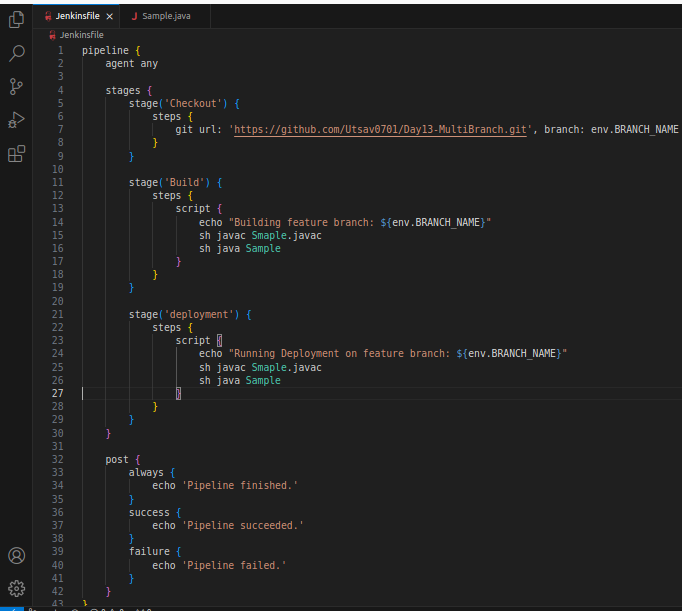 Jenkinsfile × Sample.java
Jenkinsfile
1 pipeline {
2 agent any
3
4 stages {
5 stage('Checkout') {
6 steps {
7 git url: 'https://github.com/Utsav0701/Day13-MultiBranch.git', branch: env.BRANCH_NAME
8 }
9 }
10
11 stage('Build') {
12 steps {
13 script {
14 echo "Building feature branch: ${env.BRANCH_NAME}"
15 sh javac Smaple.javac
16 sh java Sample
17 }
18 }
19 }
20
21 stage('deployment') {
22 steps {
23 script {
24 echo "Running Deployment on feature branch: ${env.BRANCH_NAME}"
25 sh javac Smaple.javac
26 sh java Sample
27 }
28 }
29 }
30 }
31
32 post {
33 always {
34 echo 'Pipeline finished.'
35 }
36 success {
37 echo 'Pipeline succeeded.'
38 }
39 failure {
40 echo 'Pipeline failed.'
41 }
42 }
43 }